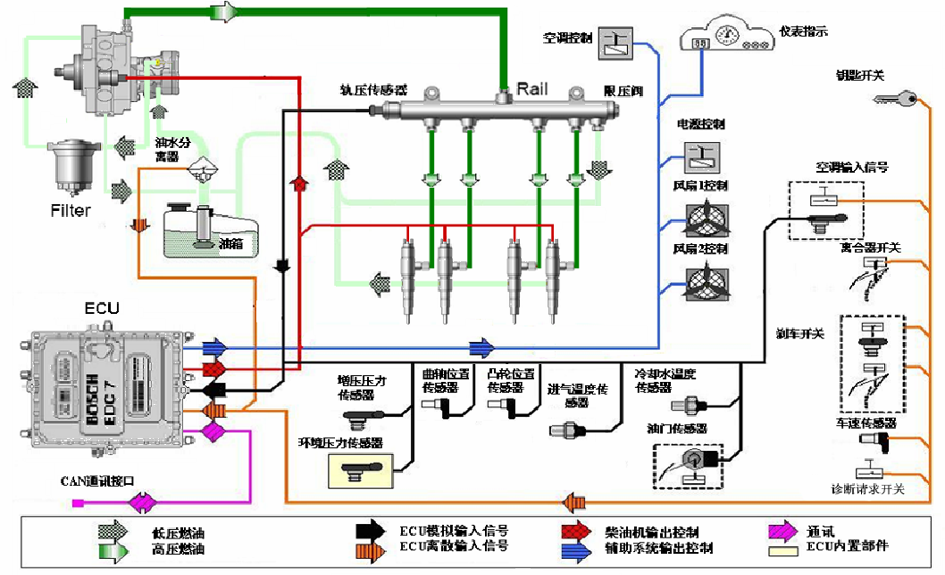 空调控制
仪表指示
Rail
轨压传感器
限压阀
钥匙开关
电源控制
油水分
离器
空调输入信号
风扇1控制
Filter
油箱
风扇2控制
离合器开关
ECU
刹车开关
BOSCH
EDC 7
增压压力
传感器
曲轴位置
传感器
凸轮位置
传感器
进气温度传
感器
冷却水温度
传感器
油门传感器
车速传感器
环境压力传感器
CAN通讯接口
诊断请求开关
低压燃油
高压燃油
ECU模拟输入信号
ECU离散输入信号
柴油机输出控制
辅助系统输出控制
通讯
ECU内置部件